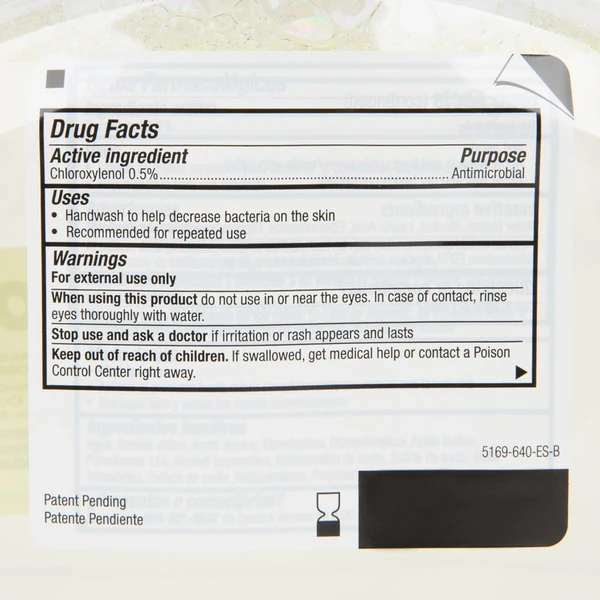 Drug Facts
Active ingredient Purpose
Chloroxylenol 0.5%........................................................................ Antimicrobial
Uses
• Handwash to help decrease bacteria on the skin
• Recommended for repeated use
Warnings
For external use only
When using this product do not use in or near the eyes. In case of contact, rinse
eyes thoroughly with water.
Stop use and ask a doctor if irritation or rash appears and lasts
Keep out of reach of children. If swallowed, get medical help or contact a Poison
Control Center right away.
5169-640-ES-B
Patent Pending
Patente Pendiente